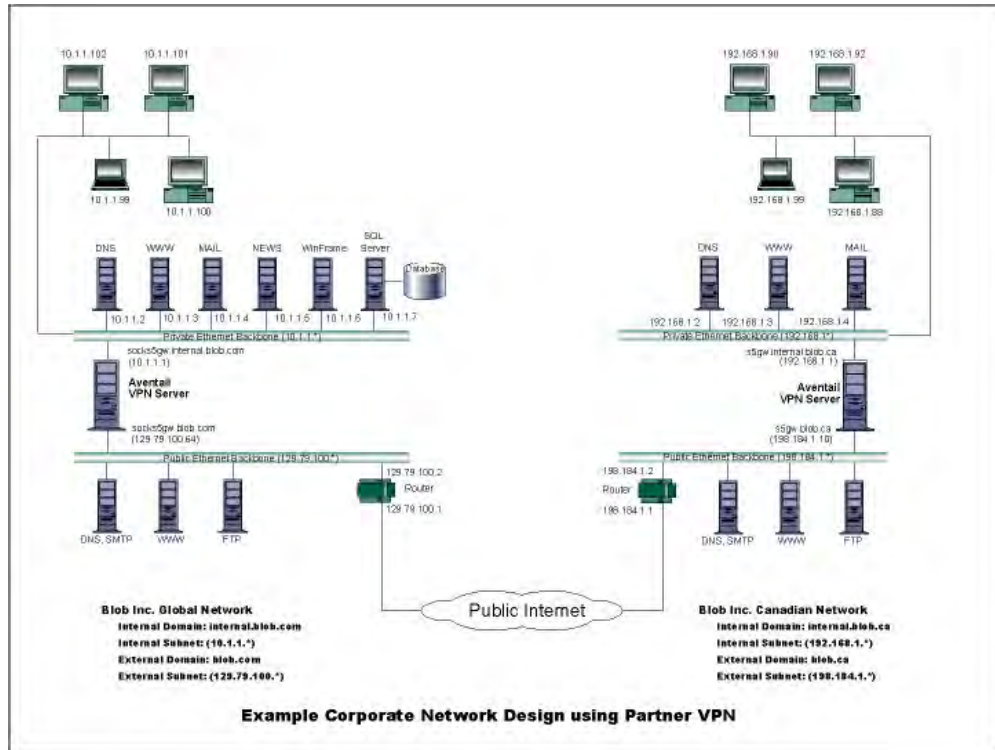 10.1.1.102
10.1.1.101
10.1.1.99
10.1.1.100
DNS
WWW
MAIL
NEWS
WinFrame
SQL
Server
Database
10.1.1.2
10.1.1.3
10.1.1.4
10.1.1.5
10.1.1.6
10.1.1.7
Private Ethernet Backbone (10.1.1.*)
socks5gw.internal.blob.com
(10.1.1.1)
Aventail
VPN Server
socks5gw.blob.com
(129.79.100.64)
Public Ethernet Backbone (129.79.100.*)
129.79.100.2
Router
129.79.100.1
DNS, SMTP
WWW
FTP
192.168.1.90
192.168.1.92
192.168.1.99
192.168.1.88
DNS
WWW
MAIL
192.168.1.2
192.168.1.3
192.168.1.4
Private Ethernet Backbone (192.168.1*)
s5gw.internal.blob.ca
(192.168.1.1)
Aventail
VPN Server
s5gw.blob.ca
(198.184.1.10)
Public Ethernet Backbone (198.184.1.*)
198.184.1.2
Router
198.184.1.1
DNS, SMTP
WWW
FTP
Public Internet
Blob Inc. Global Network
Internal Domain: internal.blob.com
Internal Subnet: (10.1.1.*)
External Domain: blob.com
External Subnet: (129.79.100.*)
Blob Inc. Canadian Network
Internal Domain: internal.blob.ca
Internal Subnet: (192.168.1.*)
External Domain: blob.ca
External Subnet: (198.184.1.*)
Example Corporate Network Design using Partner VPN